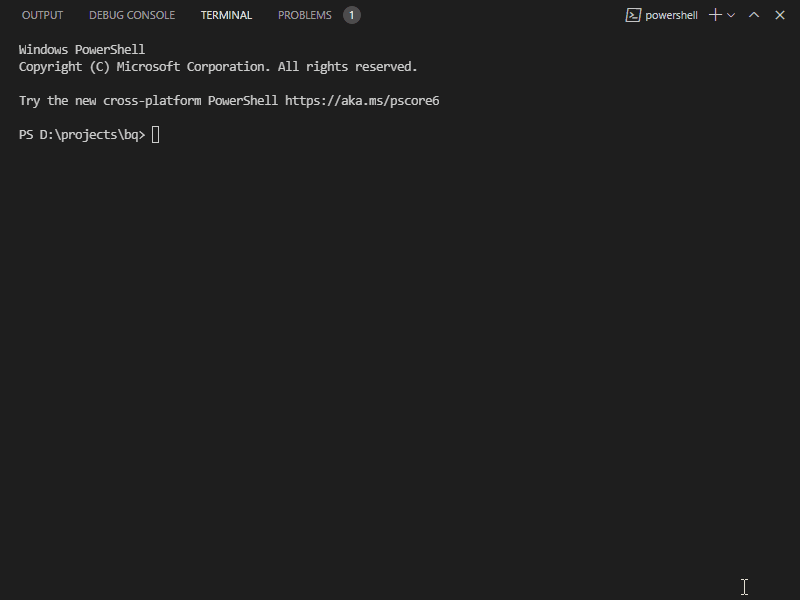 OUTPUT DEBUG CONSOLE TERMINAL PROBLEMS 1 powershell
Windows PowerShell
Copyright (C) Microsoft Corporation. All rights reserved.
Try the new cross-platform PowerShell https://aka.ms/pscore6
PS D:\projects\bq>